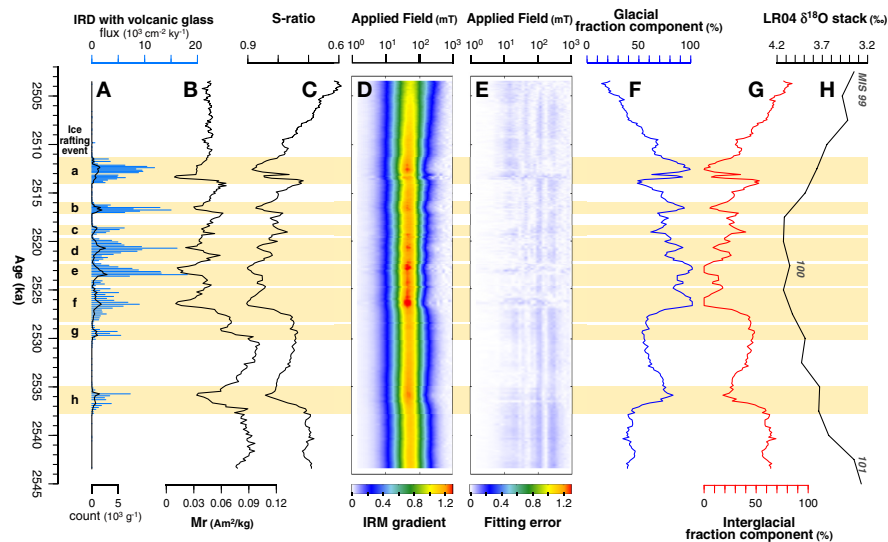 IRD with volcanic glass
flux (10³ cm⁻² ky⁻¹)
0 10 20
S-ratio
0.9 0.6
Applied Field (mT)
10⁰ 10¹ 10² 10³
Applied Field (mT)
10⁰ 10¹ 10² 10³
Glacial
fraction component (%)
0 50 100
LR04 δ¹⁸O stack (‰)
4.2 3.7 3.2
A B C D E F G H
Age (ka)
2505
2510
2515
2520
2525
2530
2535
2540
2545
Ice
rafting
event
a
b
c
d
e
f
g
h
MIS 99
100
101
0 5
count (10³ g⁻¹)
0 0.03 0.06 0.09 0.12
Mr (Am²/kg)
0 0.4 0.8 1.2
IRM gradient
0 0.4 0.8 1.2
Fitting error
0 50 100
Interglacial
fraction component (%)